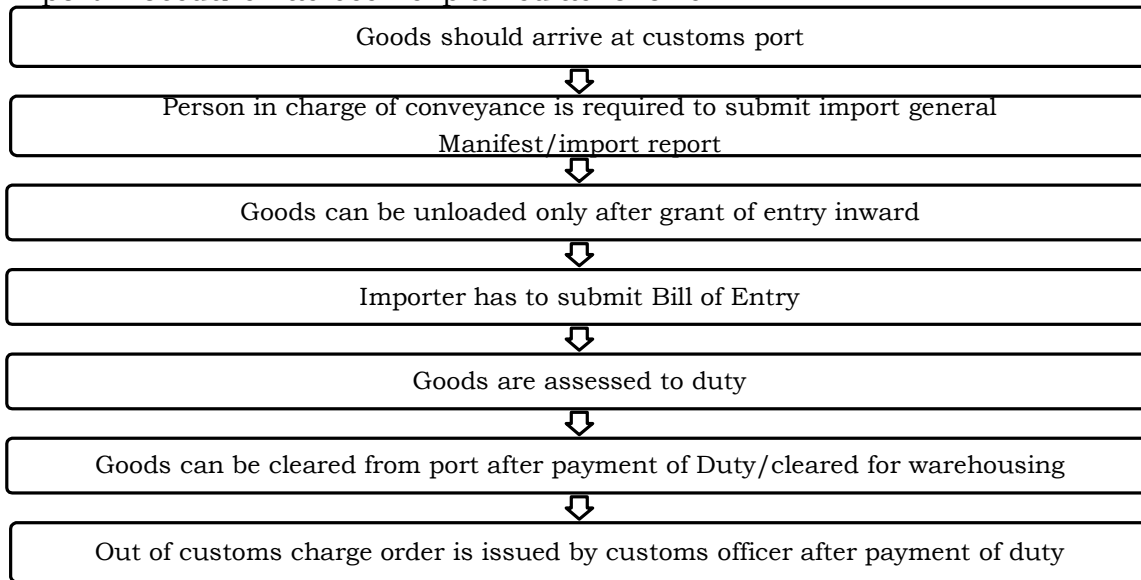 Goods should arrive at customs port
Person in charge of conveyance is required to submit import general
Manifest/import report
Goods can be unloaded only after grant of entry inward
Importer has to submit Bill of Entry
Goods are assessed to duty
Goods can be cleared from port after payment of Duty/cleared for warehousing
Out of customs charge order is issued by customs officer after payment of duty